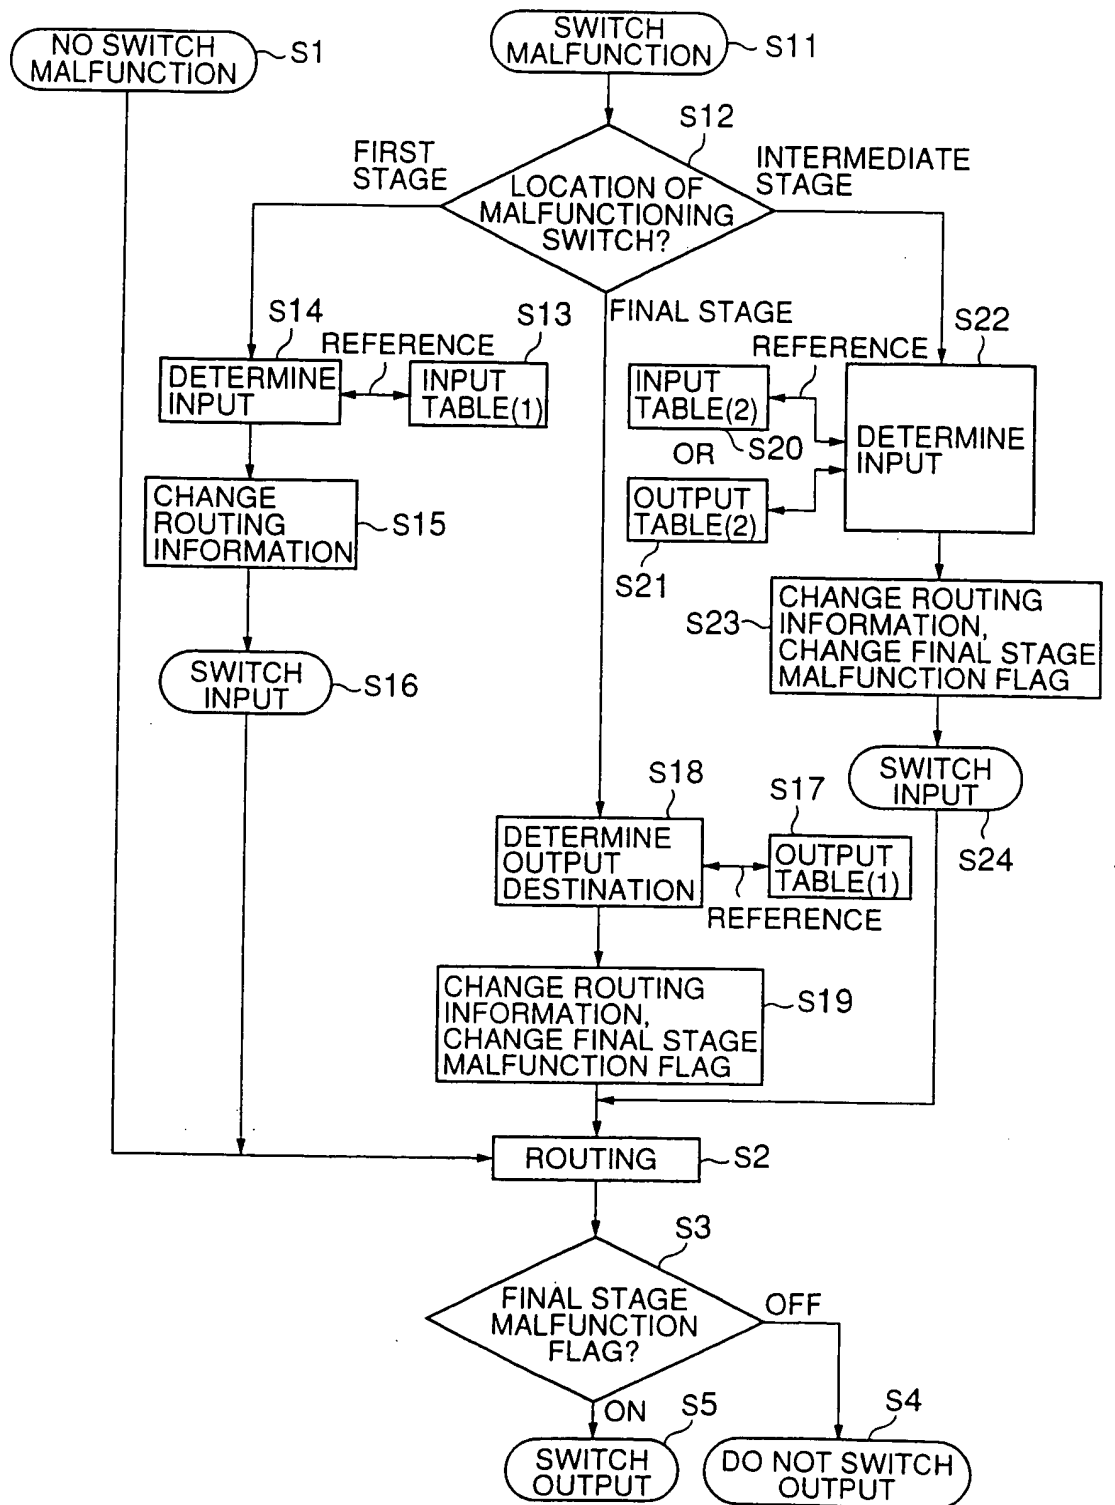 NO SWITCH
MALFUNCTION
S1
SWITCH
MALFUNCTION
S11
S12
FIRST
STAGE
LOCATION OF
MALFUNCTIONING
SWITCH?
INTERMEDIATE
STAGE
FINAL STAGE
S14
REFERENCE
S13
DETERMINE
INPUT
INPUT
TABLE(1)
CHANGE
ROUTING
INFORMATION
S15
SWITCH
INPUT
S16
S22
REFERENCE
INPUT
TABLE(2)
S20
OR
OUTPUT
TABLE(2)
S21
DETERMINE
INPUT
S23
CHANGE ROUTING
INFORMATION,
CHANGE FINAL STAGE
MALFUNCTION FLAG
SWITCH
INPUT
S24
S18
DETERMINE
OUTPUT
DESTINATION
S17
OUTPUT
TABLE(1)
REFERENCE
CHANGE ROUTING
INFORMATION,
CHANGE FINAL STAGE
MALFUNCTION FLAG
S19
ROUTING
S2
S3
FINAL STAGE
MALFUNCTION
FLAG?
OFF
ON
S5
SWITCH
OUTPUT
S4
DO NOT SWITCH
OUTPUT